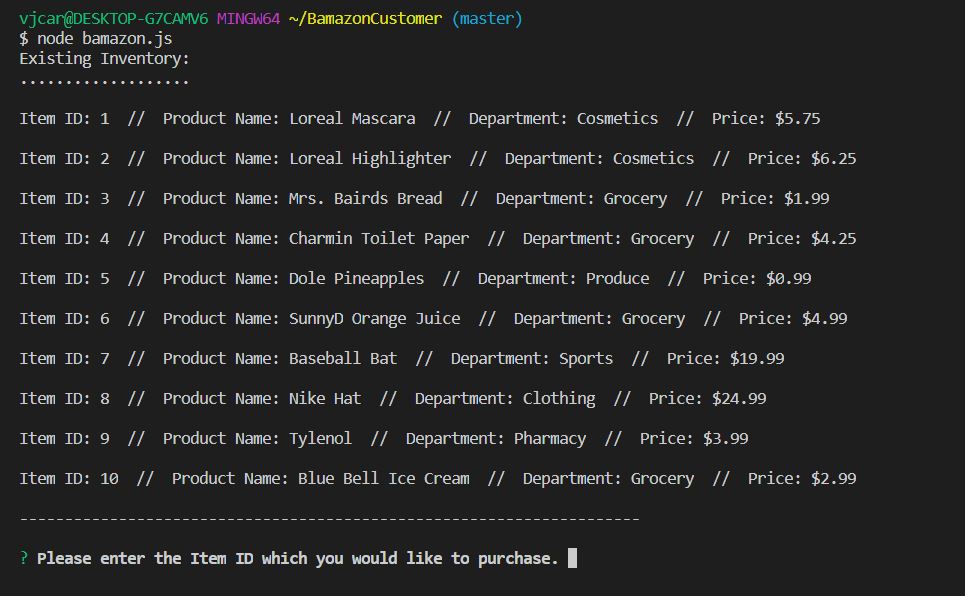 vjcar@DESKTOP-G7CAMV6 MINGW64 ~/BamazonCustomer (master)
$ node bamazon.js
Existing Inventory:
...................
Item ID: 1  //  Product Name: Loreal Mascara  //  Department: Cosmetics  //  Price: $5.75
Item ID: 2  //  Product Name: Loreal Highlighter  //  Department: Cosmetics  //  Price: $6.25
Item ID: 3  //  Product Name: Mrs. Bairds Bread  //  Department: Grocery  //  Price: $1.99
Item ID: 4  //  Product Name: Charmin Toilet Paper  //  Department: Grocery  //  Price: $4.25
Item ID: 5  //  Product Name: Dole Pineapples  //  Department: Produce  //  Price: $0.99
Item ID: 6  //  Product Name: SunnyD Orange Juice  //  Department: Grocery  //  Price: $4.99
Item ID: 7  //  Product Name: Baseball Bat  //  Department: Sports  //  Price: $19.99
Item ID: 8  //  Product Name: Nike Hat  //  Department: Clothing  //  Price: $24.99
Item ID: 9  //  Product Name: Tylenol  //  Department: Pharmacy  //  Price: $3.99
Item ID: 10  //  Product Name: Blue Bell Ice Cream  //  Department: Grocery  //  Price: $2.99
---------------------------------------------------------------------
? Please enter the Item ID which you would like to purchase.